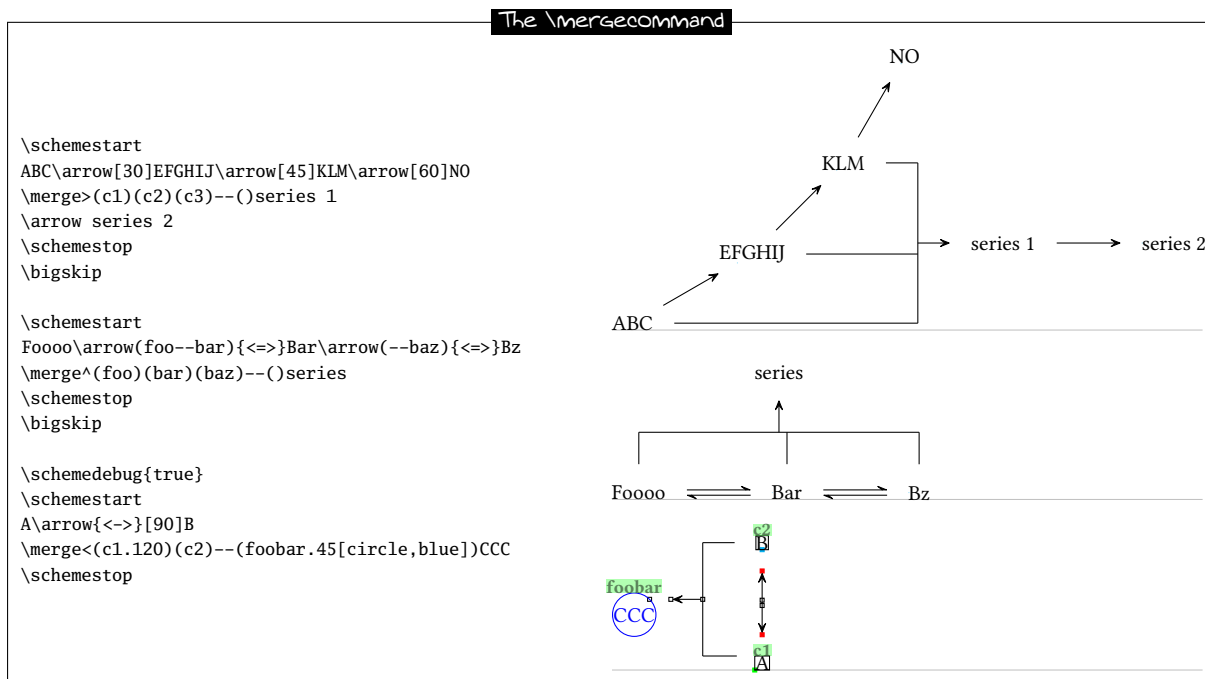 The \mergecommand
\schemestart
ABC\arrow[30]EFGHIJ\arrow[45]KLM\arrow[60]NO
\merge>(c1)(c2)(c3)--()series 1
\arrow series 2
\schemestop
\bigskip
\schemestart
Foooo\arrow(foo--bar){<=>}Bar\arrow(--baz){<=>}Bz
\merge^(foo)(bar)(baz)--()series
\schemestop
\bigskip
\schemedebug{true}
\schemestart
A\arrow{<->}[90]B
\merge<(c1.120)(c2)--(foobar.45[circle,blue])CCC
\schemestop
NO
KLM
series 1 series 2
EFGHIJ
ABC
series
Foooo Bar Bz
c2
B
foobar
CCC
c1
A